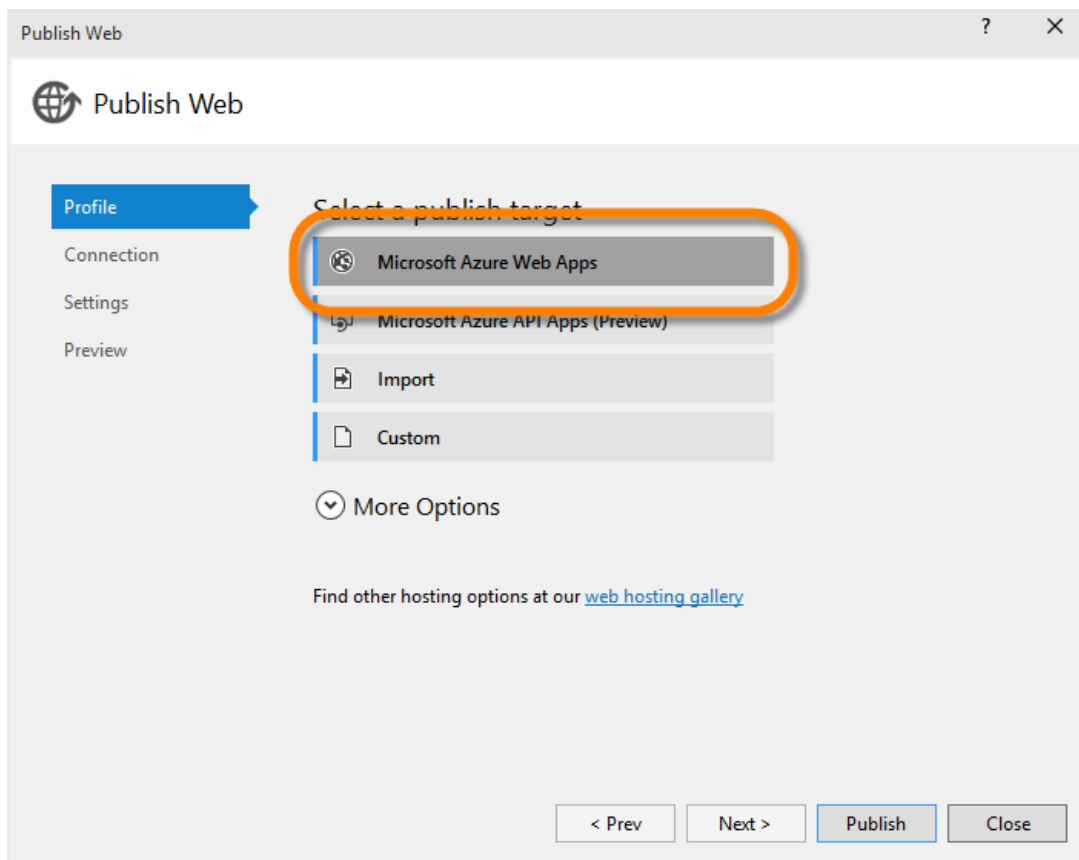 Publish Web
?
Publish Web
Profile
Connection
Settings
Preview
Select a publish target
Microsoft Azure Web Apps
Microsoft Azure API Apps (Preview)
Import
Custom
More Options
Find other hosting options at our web hosting gallery
< Prev
Next >
Publish
Close